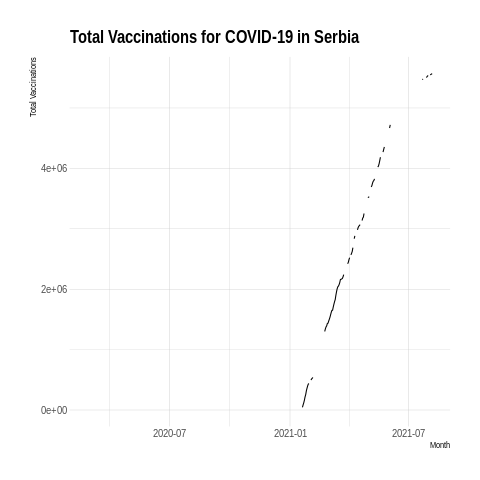 Total Vaccinations for COVID-19 in Serbia
Total Vaccinations
4e+06
2e+06
0e+00
2020-07
2021-01
2021-07
Month